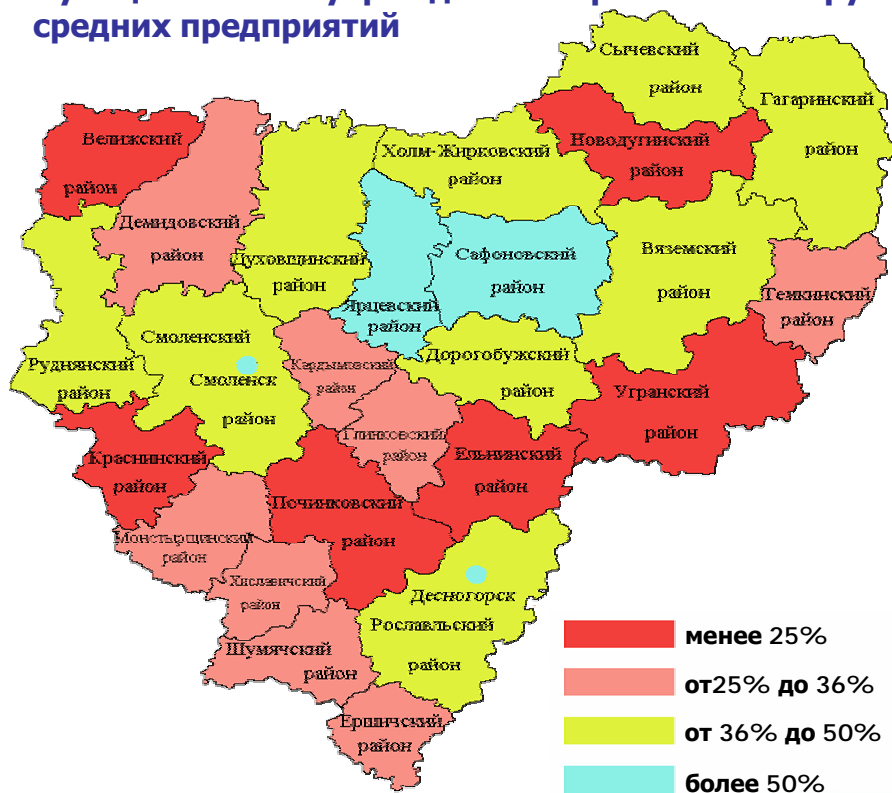 средних предприятий
Сычевский
район
Гагаринский
район
Велижский
район
Новодугинский
район
Холм-Жирковский
район
Демидовский
район
Духовщинский
район
Сафоновский
район
Вяземский
район
Темкинский
район
Ярцевский
район
Смоленский
Смоленск
район
Руднянский
район
Кардымовский
район
Дорогобужский
район
Угранский
район
Глинковский
район
Ельнинский
район
Краснинский
район
Починковский
район
Монстырщинский
район
Хиславичский
район
Десногорск
Рославльский
район
Шумячский
район
Ершичский
район
менее 25%
от25% до 36%
от 36% до 50%
более 50%